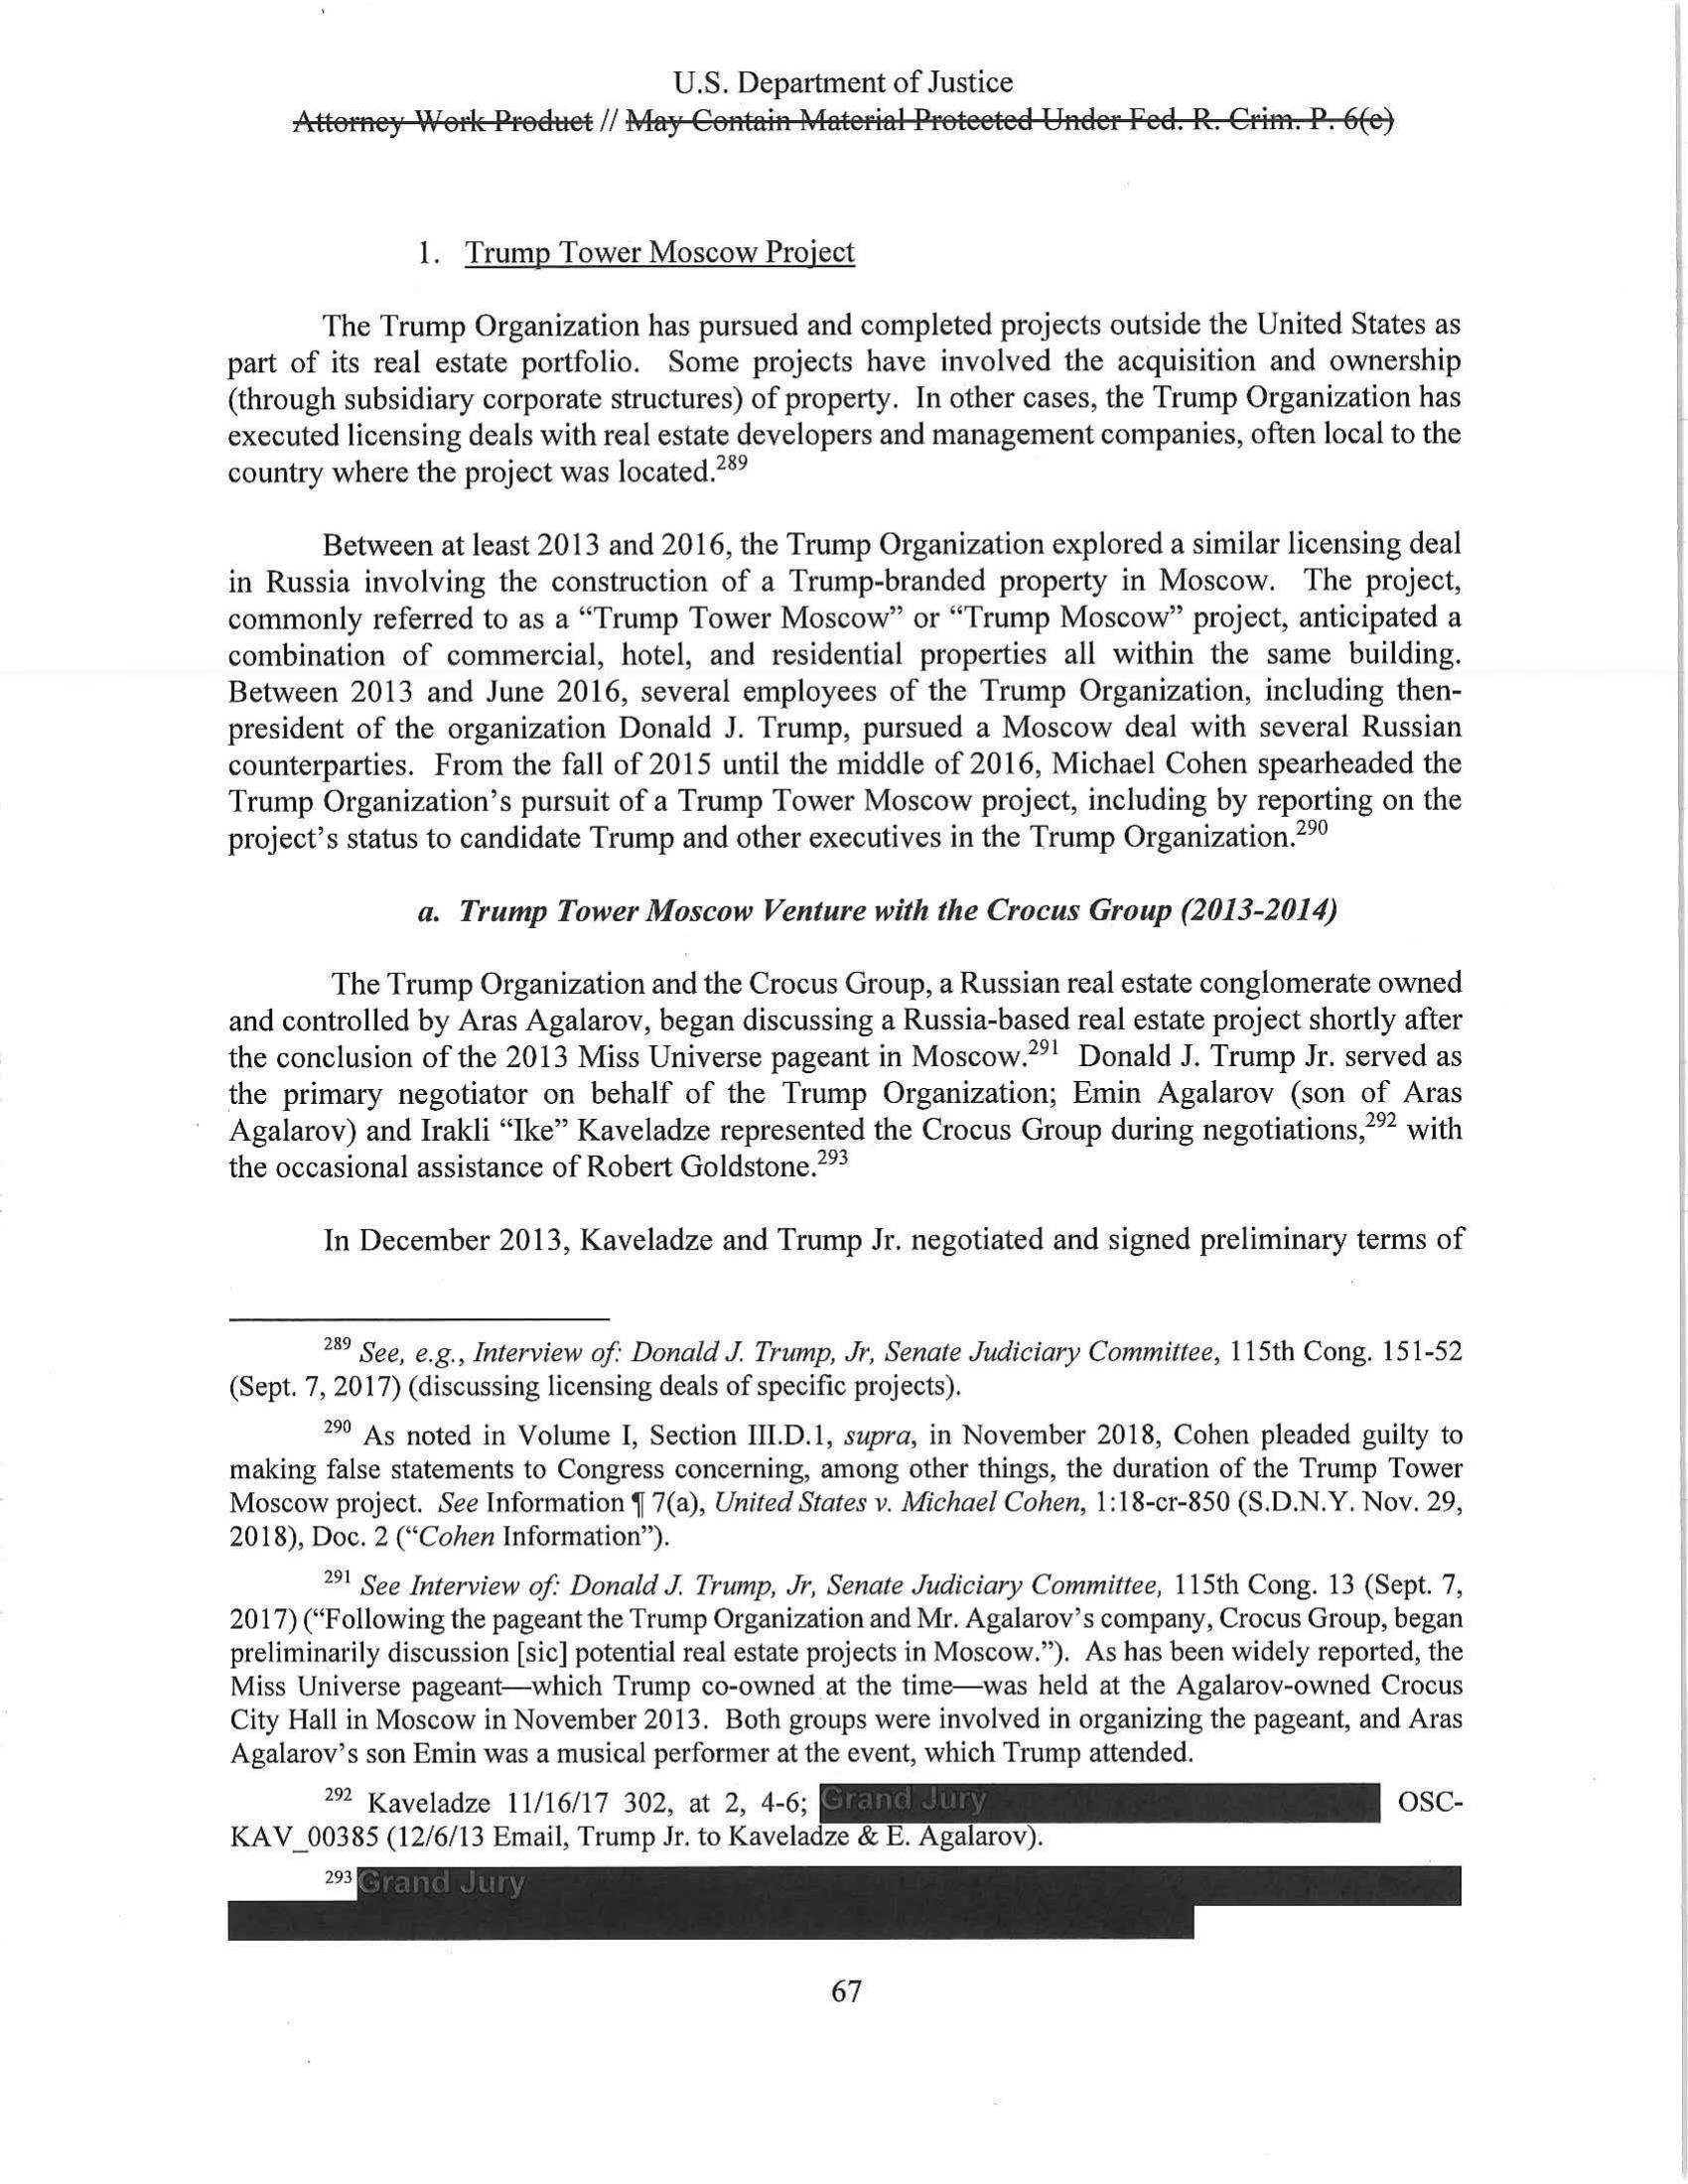 U.S. Department of Justice
Attorney Work Product // May Contain Material Protected Under Fed. R. Crim. P. 6(e)
1. Trump Tower Moscow Project
The Trump Organization has pursued and completed projects outside the United States as
part of its real estate portfolio. Some projects have involved the acquisition and ownership
(through subsidiary corporate structures) of property. In other cases, the Trump Organization has
executed licensing deals with real estate developers and management companies, often local to the
country where the project was located.289
Between at least 2013 and 2016, the Trump Organization explored a similar licensing deal
in Russia involving the construction of a Trump-branded property in Moscow. The project,
commonly referred to as a “Trump Tower Moscow” or “Trump Moscow” project, anticipated a
combination of commercial, hotel, and residential properties all within the same building.
Between 2013 and June 2016, several employees of the Trump Organization, including then-
president of the organization Donald J. Trump, pursued a Moscow deal with several Russian
counterparties. From the fall of 2015 until the middle of 2016, Michael Cohen spearheaded the
Trump Organization’s pursuit of a Trump Tower Moscow project, including by reporting on the
project’s status to candidate Trump and other executives in the Trump Organization.290
a. Trump Tower Moscow Venture with the Crocus Group (2013-2014)
The Trump Organization and the Crocus Group, a Russian real estate conglomerate owned
and controlled by Aras Agalarov, began discussing a Russia-based real estate project shortly after
the conclusion of the 2013 Miss Universe pageant in Moscow.291 Donald J. Trump Jr. served as
the primary negotiator on behalf of the Trump Organization; Emin Agalarov (son of Aras
Agalarov) and Irakli “Ike” Kaveladze represented the Crocus Group during negotiations,292 with
the occasional assistance of Robert Goldstone.293
In December 2013, Kaveladze and Trump Jr. negotiated and signed preliminary terms of
289 See, e.g., Interview of: Donald J. Trump, Jr, Senate Judiciary Committee, 115th Cong. 151-52
(Sept. 7, 2017) (discussing licensing deals of specific projects).
290 As noted in Volume I, Section III.D.1, supra, in November 2018, Cohen pleaded guilty to
making false statements to Congress concerning, among other things, the duration of the Trump Tower
Moscow project. See Information ¶ 7(a), United States v. Michael Cohen, 1:18-cr-850 (S.D.N.Y. Nov. 29,
2018), Doc. 2 (“Cohen Information”).
291 See Interview of: Donald J. Trump, Jr, Senate Judiciary Committee, 115th Cong. 13 (Sept. 7,
2017) (“Following the pageant the Trump Organization and Mr. Agalarov’s company, Crocus Group, began
preliminarily discussion [sic] potential real estate projects in Moscow.”). As has been widely reported, the
Miss Universe pageant—which Trump co-owned at the time—was held at the Agalarov-owned Crocus
City Hall in Moscow in November 2013. Both groups were involved in organizing the pageant, and Aras
Agalarov’s son Emin was a musical performer at the event, which Trump attended.
292 Kaveladze 11/16/17 302, at 2, 4-6; Grand Jury OSC-
KAV_00385 (12/6/13 Email, Trump Jr. to Kaveladze & E. Agalarov).
293 Grand Jury
67